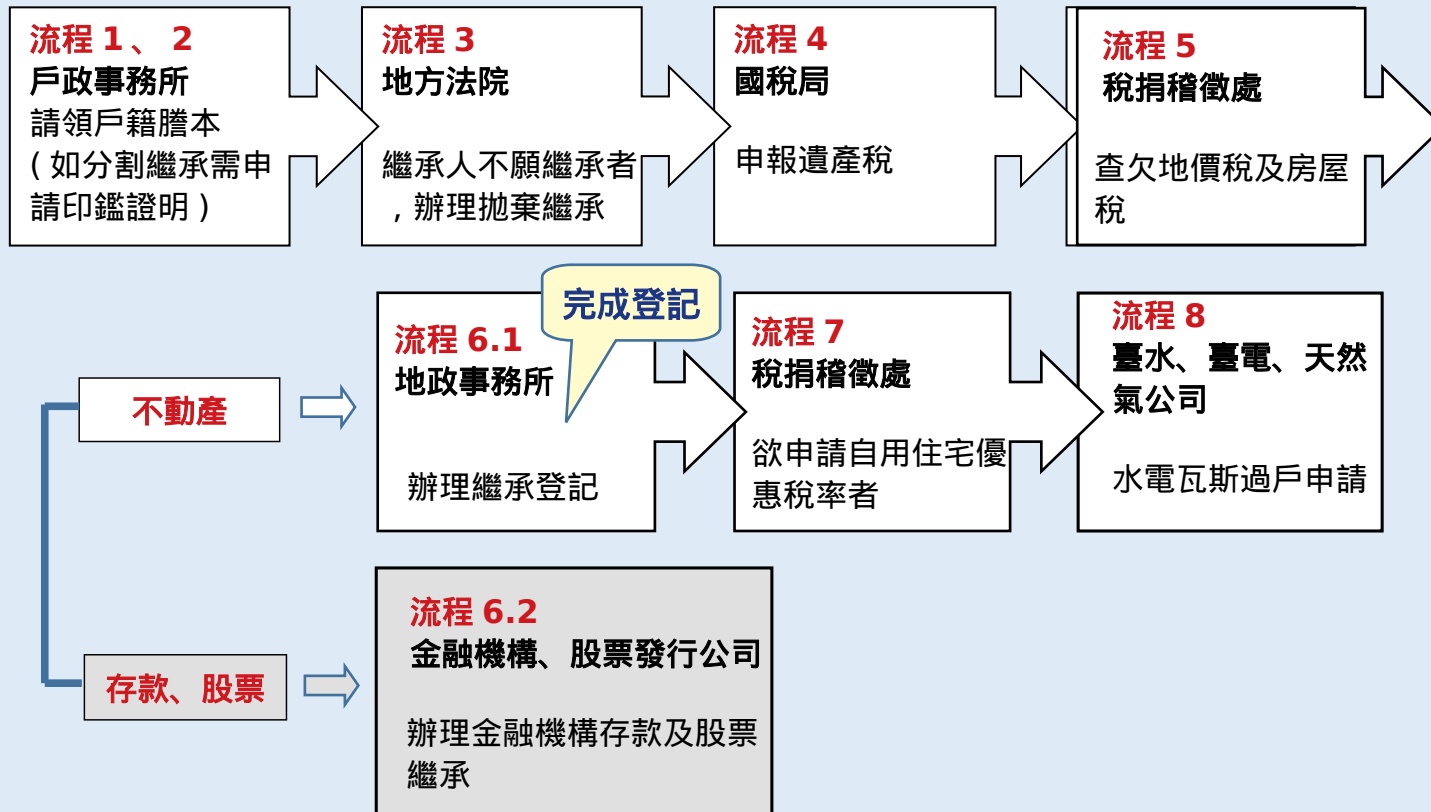 流程 1 、 2
戶政事務所
請領戶籍謄本
( 如分割繼承需申
請印鑑證明 )
流程 3
地方法院
繼承人不願繼承者
，辦理拋棄繼承
流程 4
國稅局
申報遺產稅
流程 5
稅捐稽徵處
查欠地價稅及房屋
稅
不動產
流程 6.1
地政事務所
辦理繼承登記
完成登記
流程 7
稅捐稽徵處
欲申請自用住宅優
惠稅率者
流程 8
臺水、臺電、天然
氣公司
水電瓦斯過戶申請
存款、股票
流程 6.2
金融機構、股票發行公司
辦理金融機構存款及股票
繼承